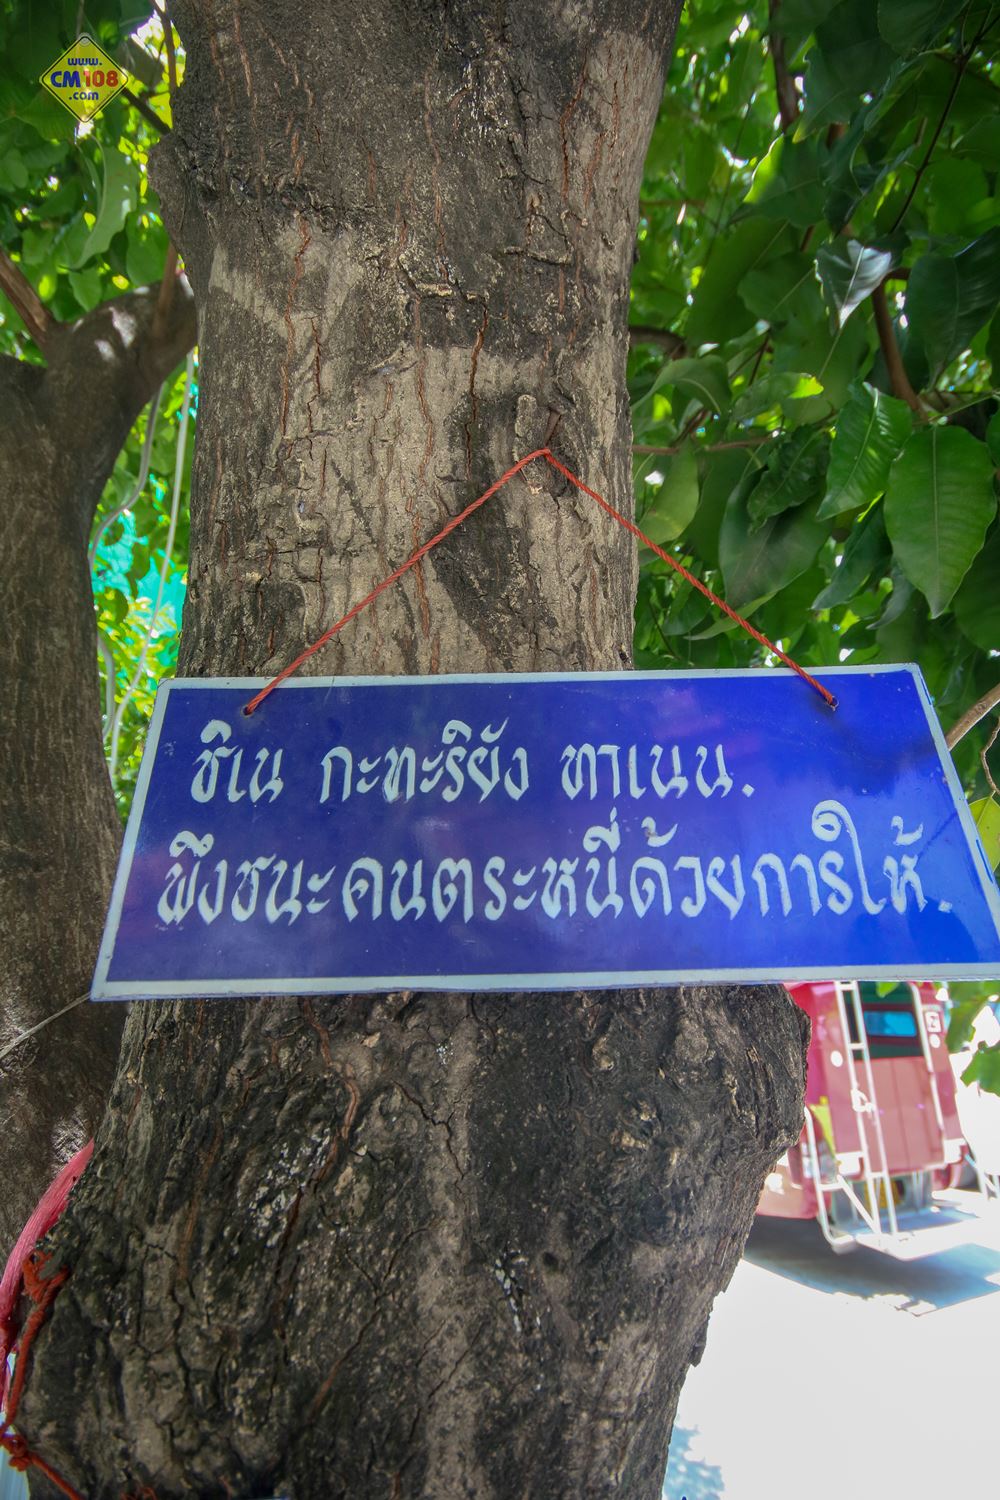 www.
CM108
.com
ชิเน กะทะริยัง ทาเนน.
พึงชนะคนตระหนี่ด้วยการให้.